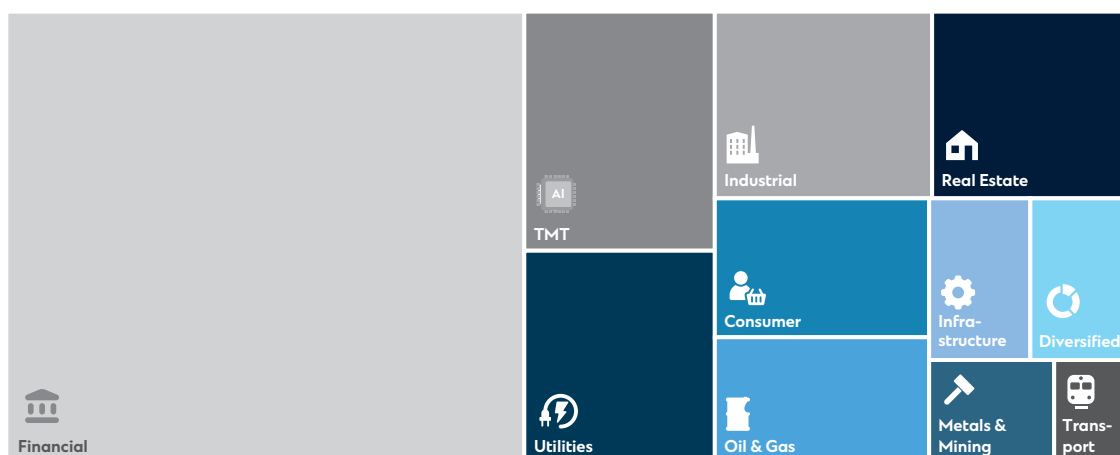 Financial
AI
TMT
Utilities
Industrial
Consumer
Oil & Gas
Real Estate
Infra-
structure
Diversified
Metals &
Mining
Trans-
port